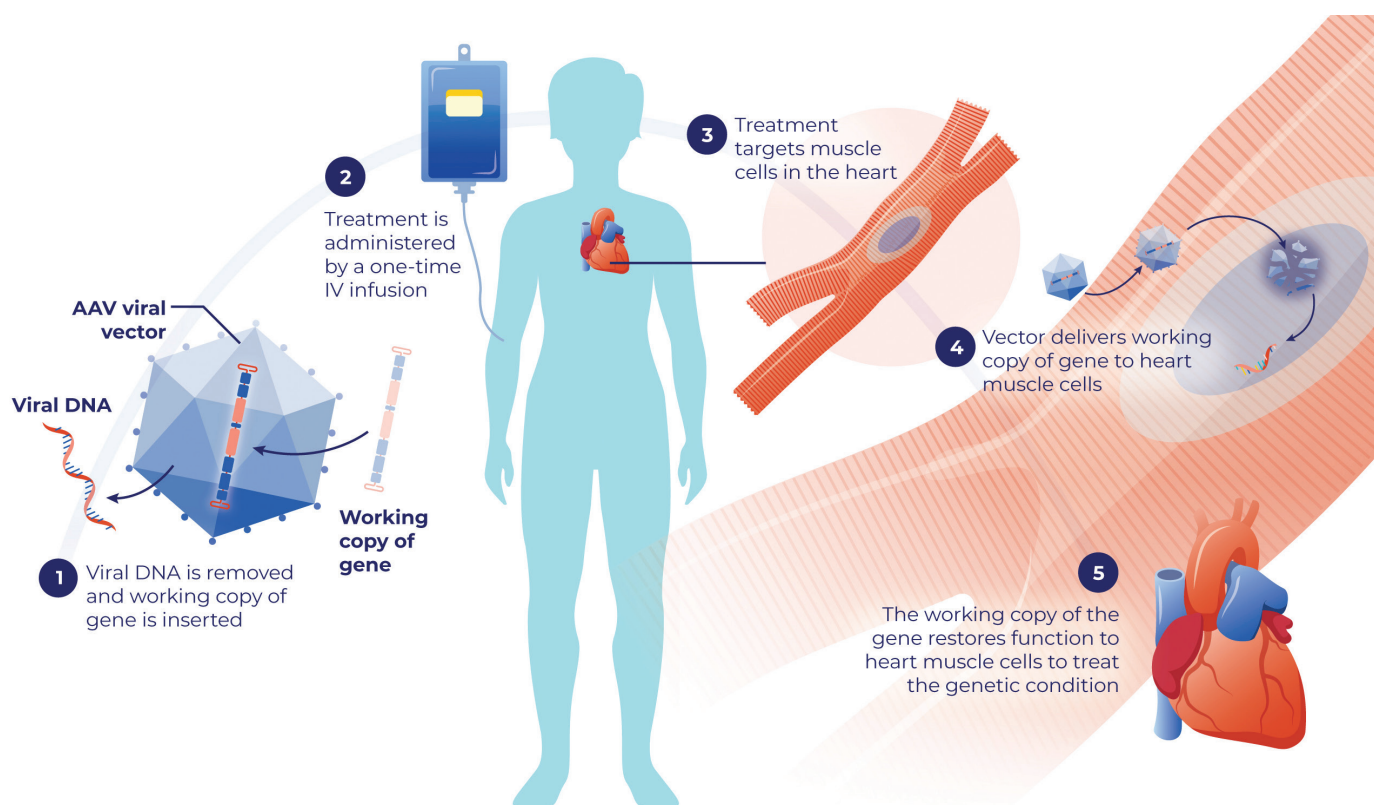 AAV viral
vector
Viral DNA
Working
copy of
gene
1
Viral DNA is removed
and working copy of
gene is inserted
2
Treatment is
administered
by a one-time
IV infusion
3
Treatment
targets muscle
cells in the heart
4
Vector delivers working
copy of gene to heart
muscle cells
5
The working copy of the
gene restores function to
heart muscle cells to treat
the genetic condition